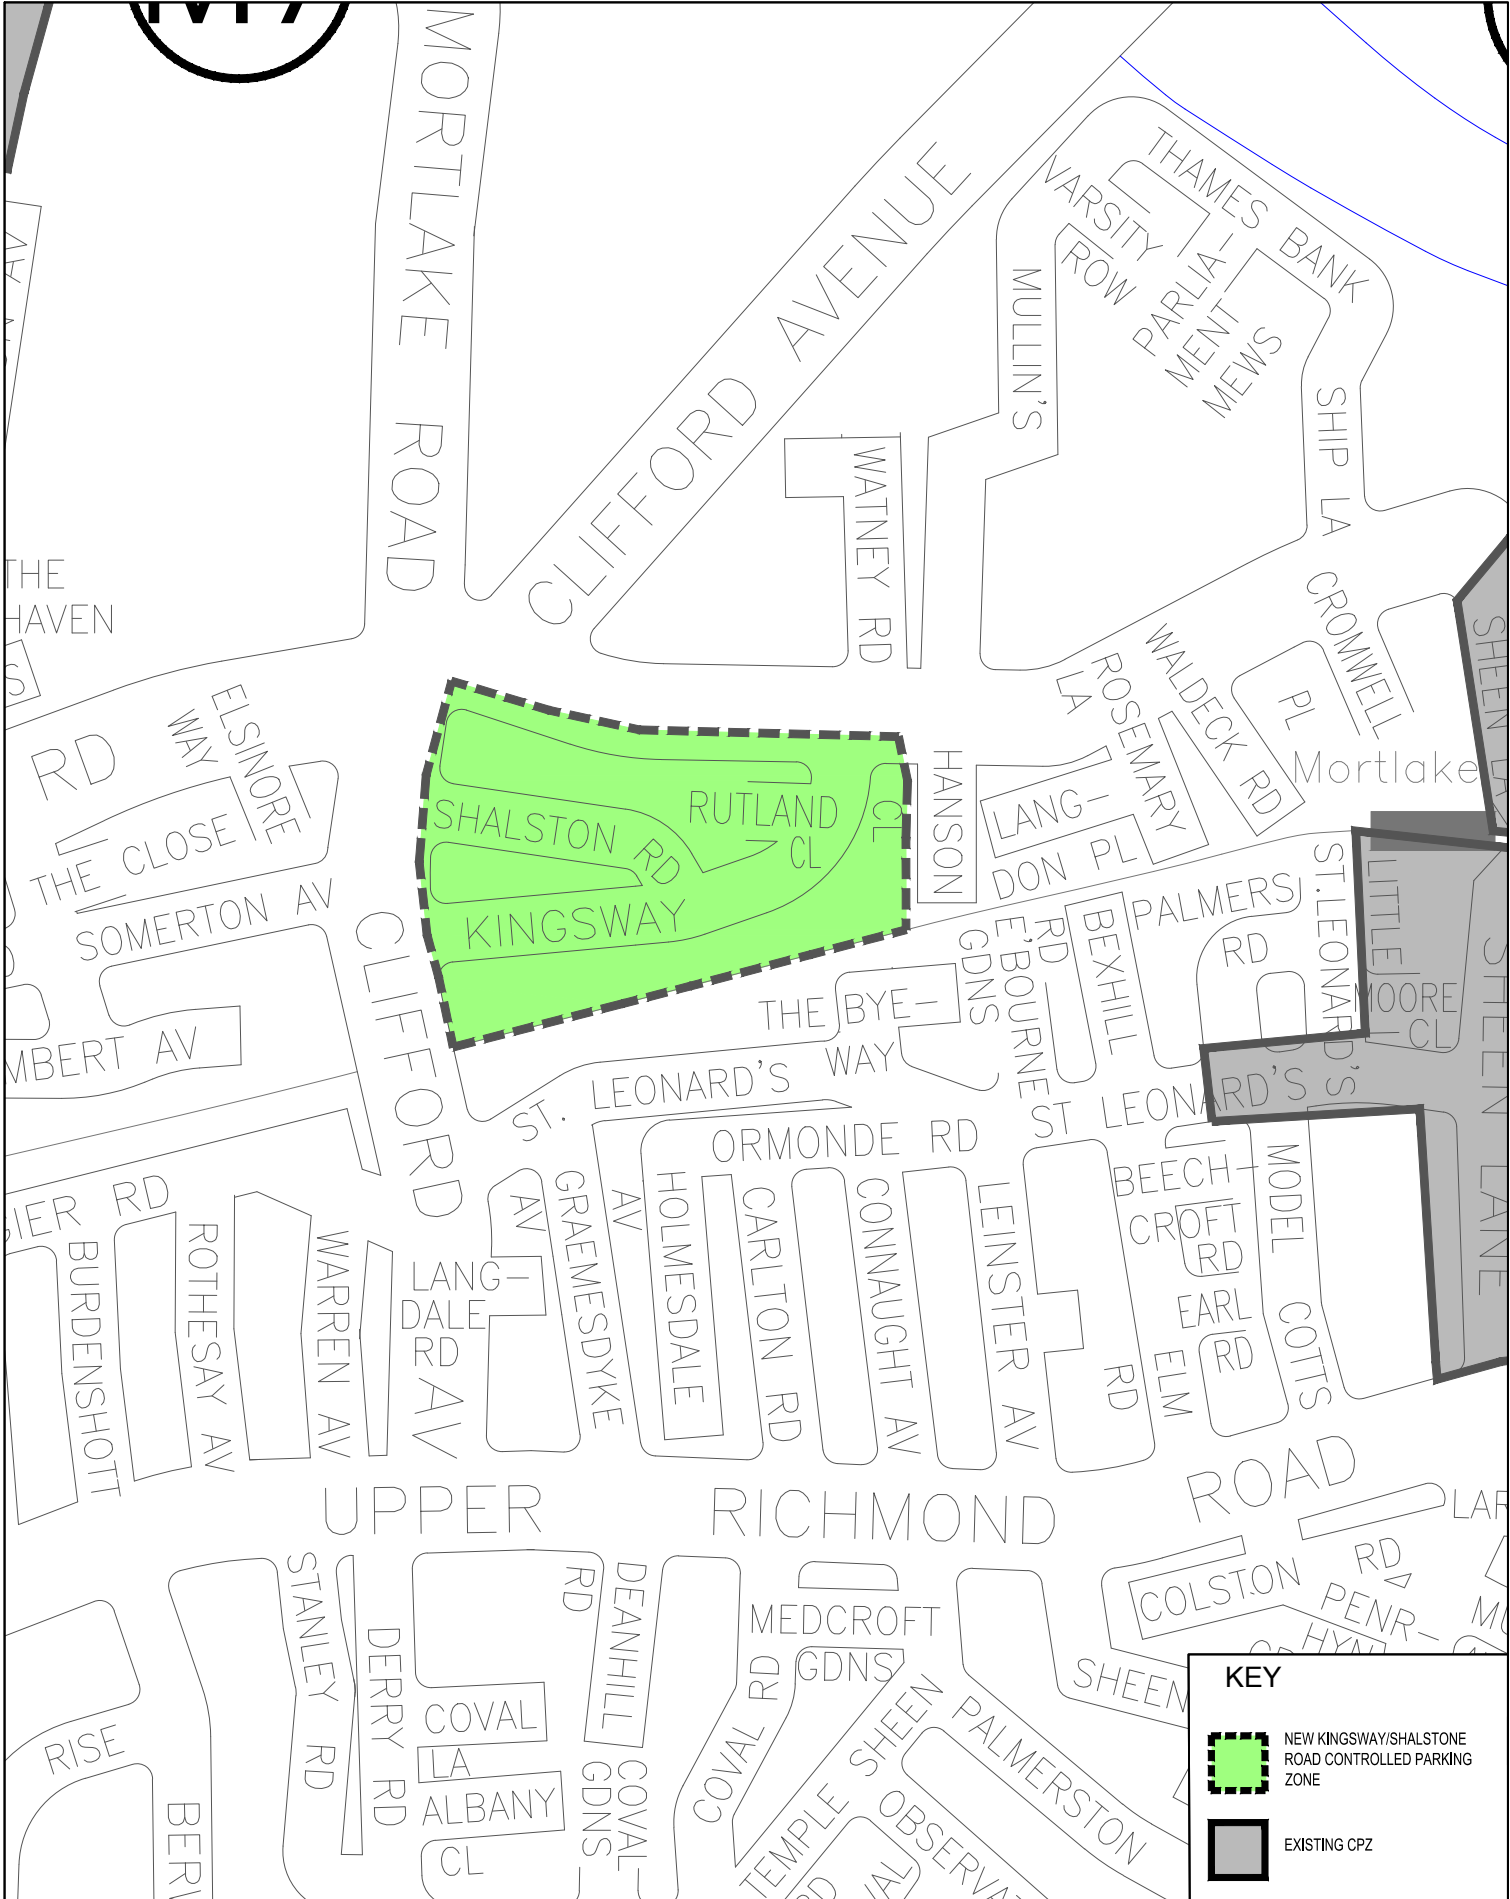 MORTLAKE ROAD
CLIFFORD AVENUE
THAMES BANK
VARSITY
ROW
PARLIA-
MENT
MEWS
MULLIN'S
SHIP LA
WATNEY RD
THE
HAVEN
CROMWELL
PL
WALDECK RD
ROSEMARY
LA
Mortlake
SHEEN LA
ELSINORE
WAY
RD
THE CLOSE
SOMERTON AV
SHALSTON RD
RUTLAND
CL
KINGSWAY
CL
HANSON
LANG-
DON PL
PALMERS
RD
ST.LEONARD'S
LITTLE
MOORE
CL
SHEEN LANE
BEXHILL
RD
E'BOURNE
GDNS
THE BYE-
WAY
ST. LEONARD'S
ST LEONARD'S
MBERT AV
CLIFFORD
AV
ORMONDE RD
GRAEMESDYKE
AV
HOLMESDALE
AV
CARLTON RD
CONNAUGHT AV
LEINSTER AV
BEECH-
CROFT
RD
MODEL COTTS
EARL
RD
ELM
RD
IER RD
BURDENSHOTT
ROTHESAY AV
WARREN AV
LANG-
DALE
RD
UPPER RICHMOND ROAD
STANLEY RD
DERRY RD
DEANHILL
RD
MEDCROFT
GDNS
COLSTON
RD
PENR-
HYN
LAR
SHEEN
COVAL
LA
ALBANY
CL
COVAL
GDNS
COVAL RD
TEMPLE SHEEN
RD
PALMERSTON
OBSERVAT
RISE
BERI
KEY
NEW KINGSWAY/SHALSTONE
ROAD CONTROLLED PARKING
ZONE
EXISTING CPZ